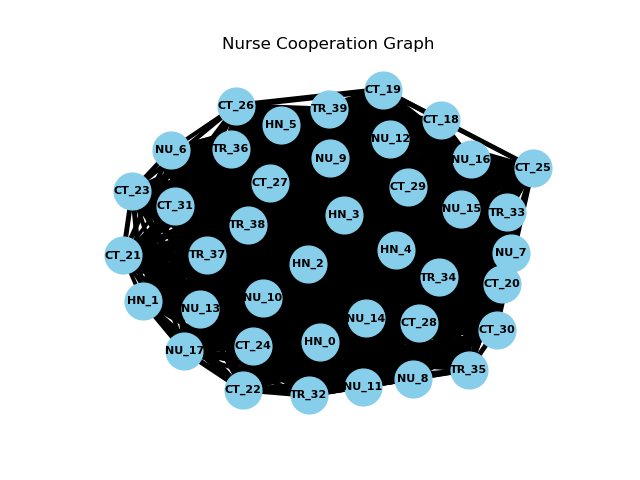 Nurse Cooperation Graph
CT_19
CT_26
TR_39
CT_18
HN_5
NU_12
NU_6
TR_36
NU_9
NU_16
CT_25
CT_27
CT_29
CT_23
CT_31
NU_15
TR_33
HN_3
TR_38
HN_4
NU_7
CT_21
TR_37
HN_2
TR_34
CT_20
HN_1
NU_10
NU_13
NU_14
CT_28
CT_30
HN_0
CT_24
NU_17
TR_35
NU_8
NU_11
CT_22
TR_32